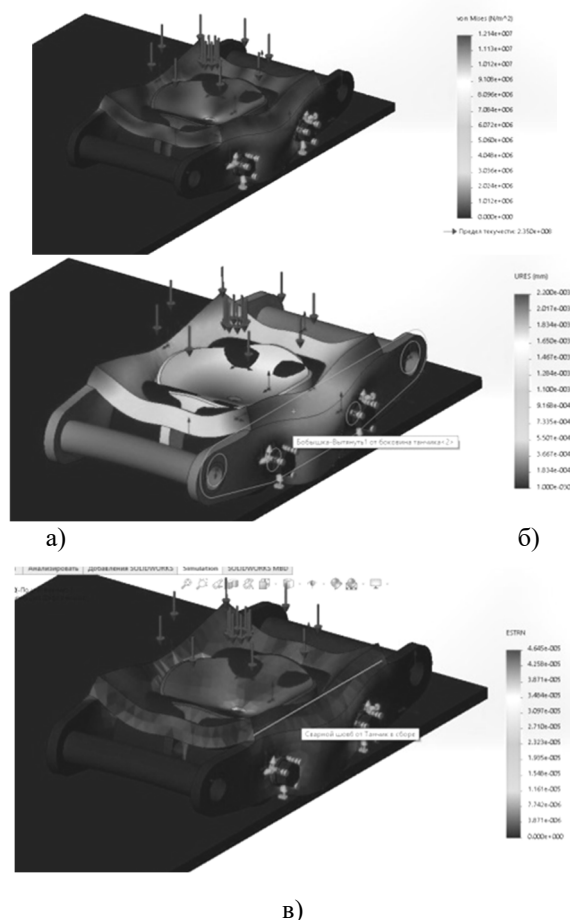 von Mises (N/m^2)
1.214e+007
1.113e+007
1.012e+007
9.108e+006
8.096e+006
7.084e+006
6.072e+006
5.060e+006
4.048e+006
3.036e+006
2.024e+006
1.012e+006
0.000e+000
Предел текучести: 2.350e+008
URES (mm)
2.200e-003
2.017e-003
1.834e-003
1.650e-003
1.467e-003
1.284e-003
1.100e-003
9.168e-004
7.335e-004
5.501e-004
3.667e-004
1.834e-004
1.000e-030
Бобышка-Вытянуть1 от боковина танчика<2>
а) б)
Анализировать Добавления SOLIDWORKS Simulation SOLIDWORKS MBD
ESTRN
4.645e-005
4.258e-005
3.871e-005
3.484e-005
3.097e-005
2.710e-005
2.323e-005
1.935e-005
1.548e-005
1.161e-005
7.742e-006
3.871e-006
0.000e+000
Сварной шов6 от Танчик в сборе
в)